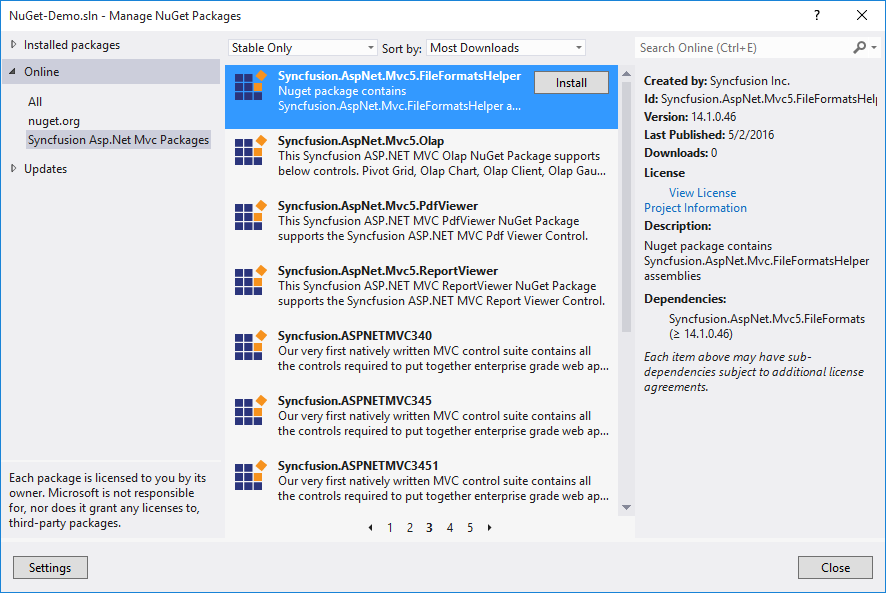 NuGet-Demo.sln - Manage NuGet Packages
?
Installed packages
Online
All
nuget.org
Syncfusion Asp.Net Mvc Packages
Updates
Each package is licensed to you by its
owner. Microsoft is not responsible
for, nor does it grant any licenses to,
third-party packages.
Stable Only
Sort by:
Most Downloads
Syncfusion.AspNet.Mvc5.FileFormatsHelper
Nuget package contains
Syncfusion.AspNet.Mvc.FileFormatsHelper a...
Install
Syncfusion.AspNet.Mvc5.Olap
This Syncfusion ASP.NET MVC Olap NuGet Package supports
below controls. Pivot Grid, Olap Chart, Olap Client, Olap Gau...
Syncfusion.AspNet.Mvc5.PdfViewer
This Syncfusion ASP.NET MVC PdfViewer NuGet Package
supports the Syncfusion ASP.NET MVC Pdf Viewer Control.
Syncfusion.AspNet.Mvc5.ReportViewer
This Syncfusion ASP.NET MVC ReportViewer NuGet Package
supports the Syncfusion ASP.NET MVC Report Viewer Control.
Syncfusion.ASPNETMVC340
Our very first natively written MVC control suite contains all
the controls required to put together enterprise grade web ap...
Syncfusion.ASPNETMVC345
Our very first natively written MVC control suite contains all
the controls required to put together enterprise grade web ap...
Syncfusion.ASPNETMVC3451
Our very first natively written MVC control suite contains all
the controls required to put together enterprise grade web ap...
1 2 3 4 5
Search Online (Ctrl+E)
Created by: Syncfusion Inc.
Id: Syncfusion.AspNet.Mvc5.FileFormatsHel
Version: 14.1.0.46
Last Published: 5/2/2016
Downloads: 0
License
View License
Project Information
Description:
Nuget package contains
Syncfusion.AspNet.Mvc.FileFormatsHelper
assemblies
Dependencies:
Syncfusion.AspNet.Mvc5.FileFormats
(≥ 14.1.0.46)
Each item above may have sub-
dependencies subject to additional license
agreements.
Settings
Close